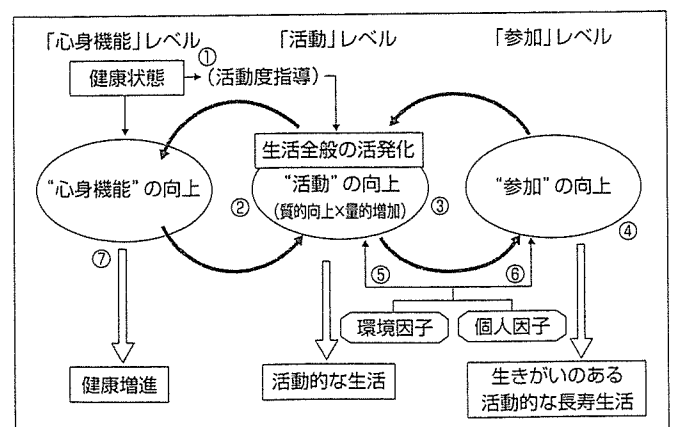 「心身機能」レベル 「活動」レベル 「参加」レベル
①
健康状態 (活動度指導)
生活全般の活発化
“心身機能”の向上 “活動”の向上 “参加”の向上
② (質的向上×量的増加) ③ ④
⑦ ⑤ ⑥
環境因子 個人因子
健康増進 活動的な生活 生きがいのある
活動的な長寿生活